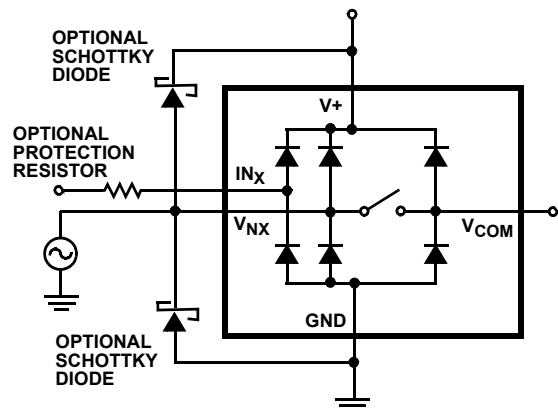 OPTIONAL
SCHOTTKY
DIODE
V+
OPTIONAL
PROTECTION
RESISTOR
INX
VNX
VCOM
GND
OPTIONAL
SCHOTTKY
DIODE